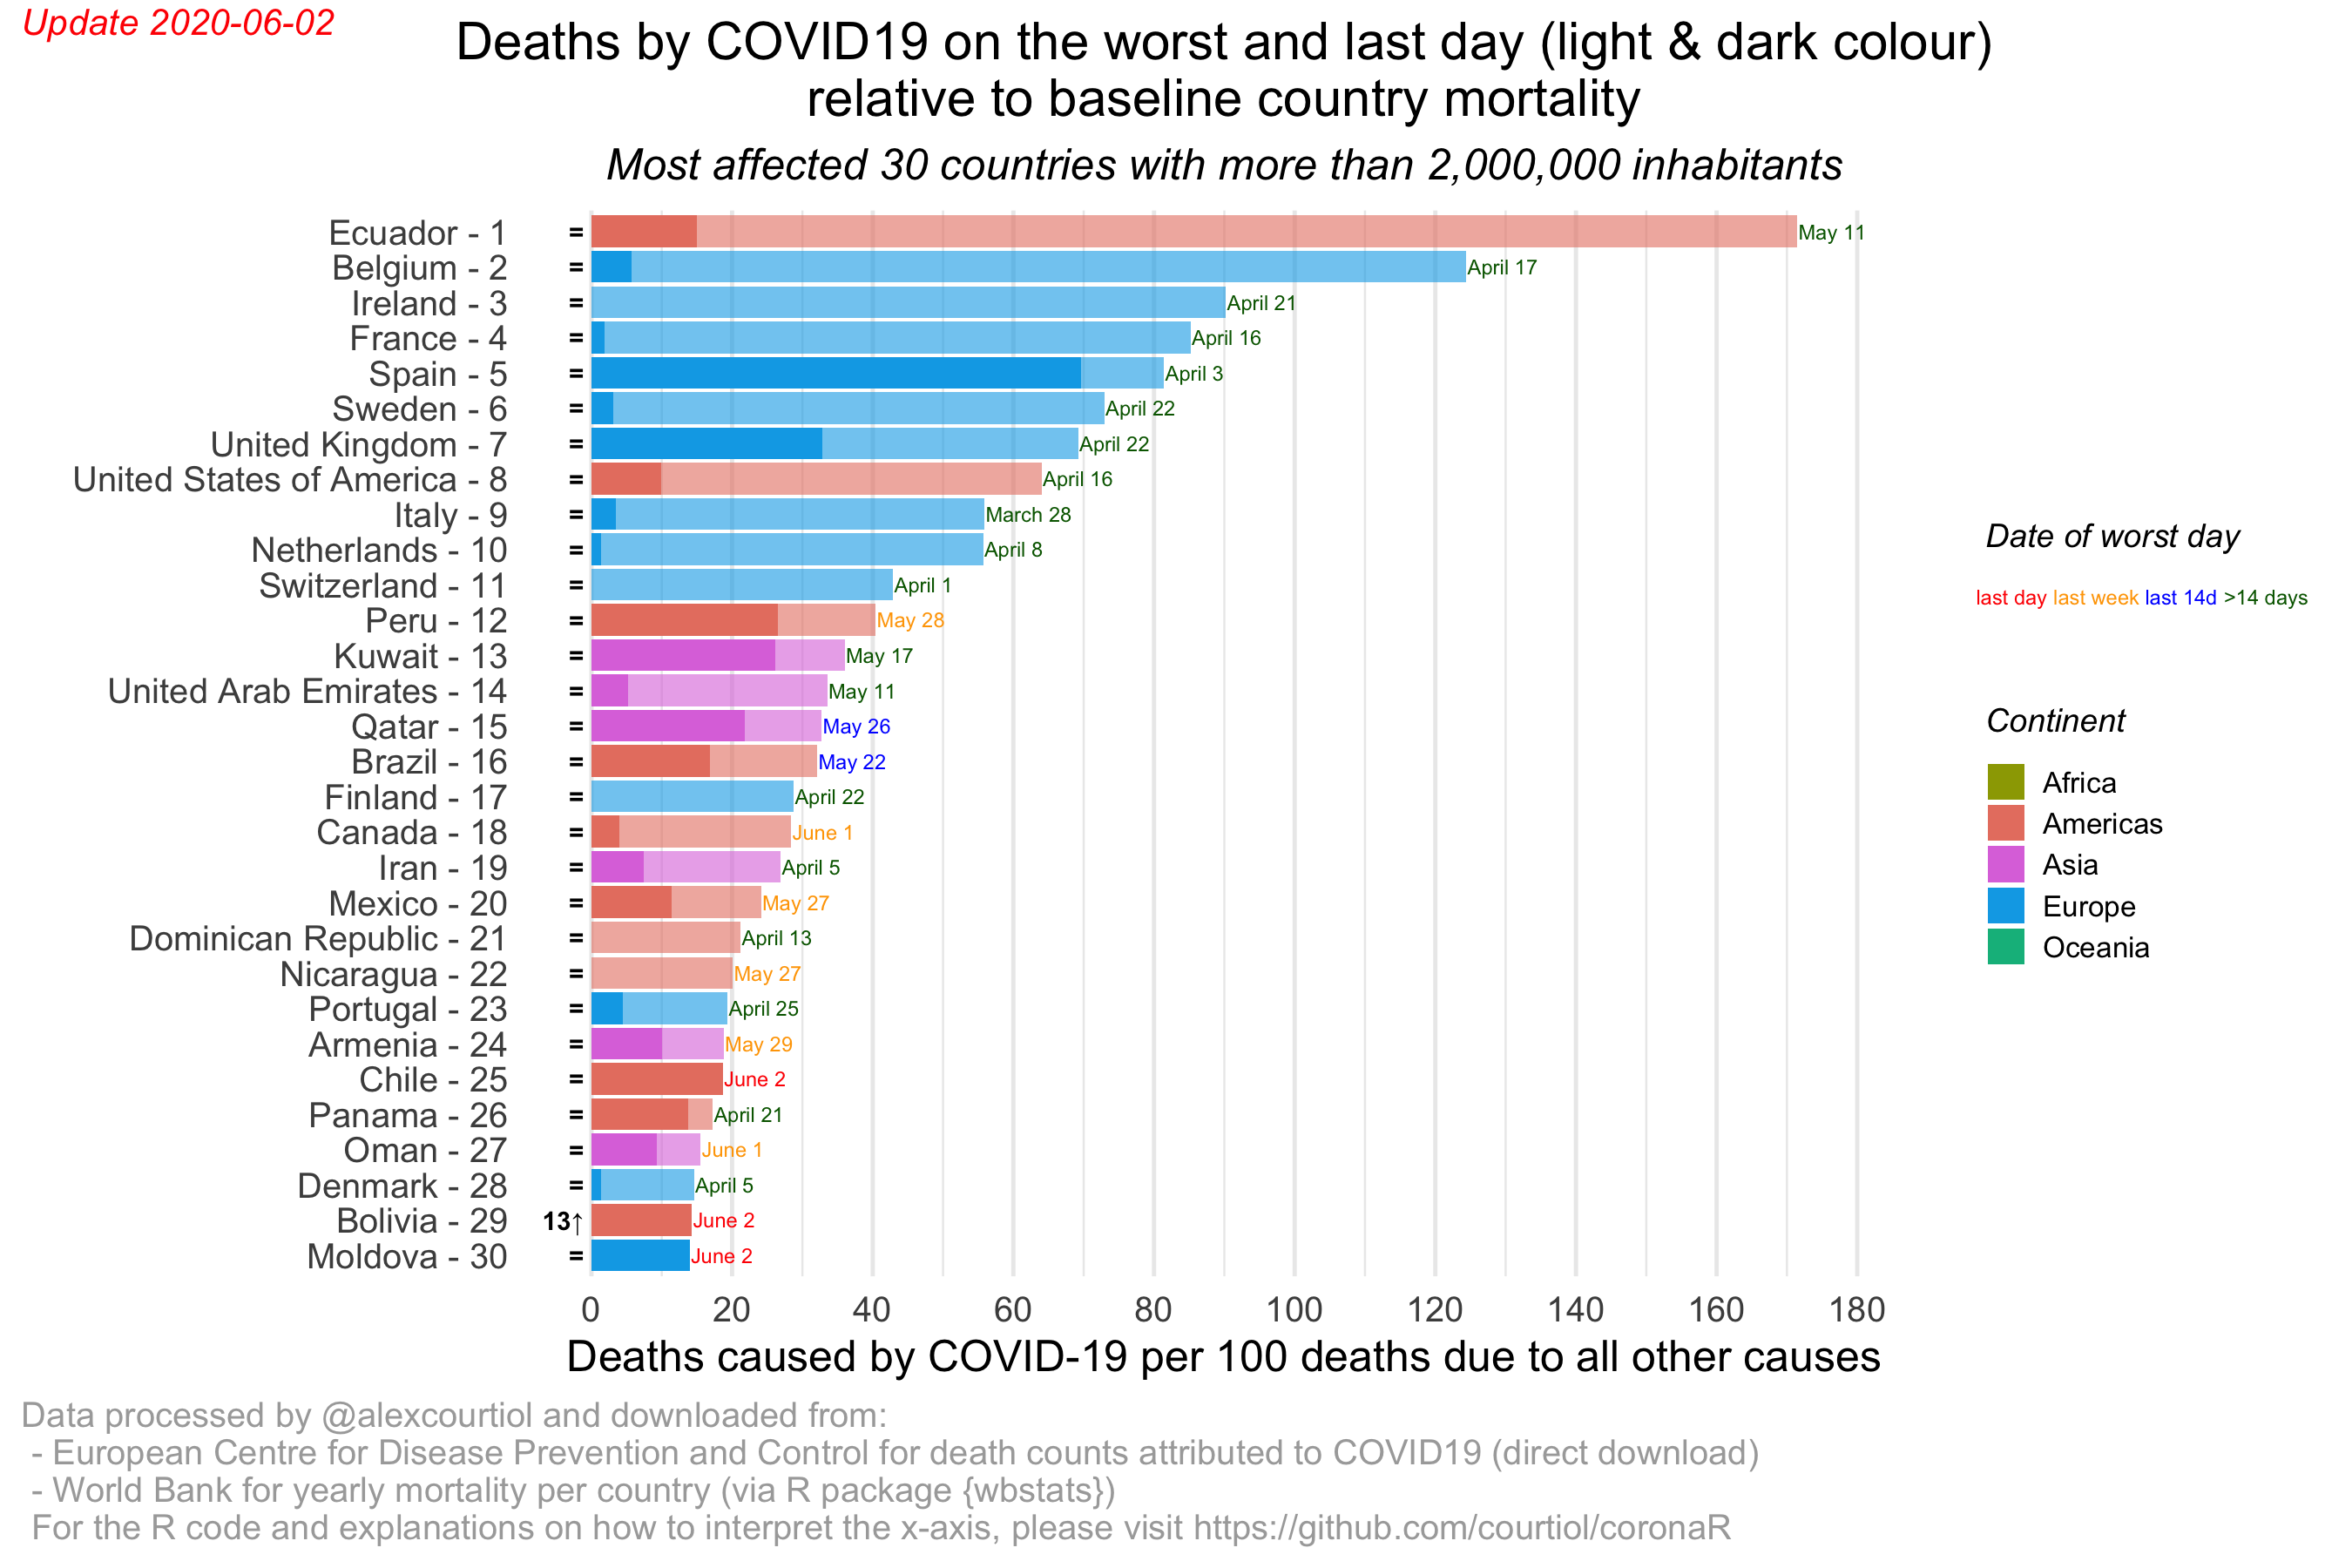 Update 2020-06-02
Deaths by COVID19 on the worst and last day (light & dark colour)
relative to baseline country mortality
Most affected 30 countries with more than 2,000,000 inhabitants
Ecuador - 1 = May 11
Belgium - 2 = April 17
Ireland - 3 = April 21
France - 4 = April 16
Spain - 5 = April 3
Sweden - 6 = April 22
United Kingdom - 7 = April 22
United States of America - 8 = April 16
Italy - 9 = March 28
Netherlands - 10 = April 8
Switzerland - 11 = April 1
Peru - 12 = May 28
Kuwait - 13 = May 17
United Arab Emirates - 14 = May 11
Qatar - 15 = May 26
Brazil - 16 = May 22
Finland - 17 = April 22
Canada - 18 = June 1
Iran - 19 = April 5
Mexico - 20 = May 27
Dominican Republic - 21 = April 13
Nicaragua - 22 = May 27
Portugal - 23 = April 25
Armenia - 24 = May 29
Chile - 25 = June 2
Panama - 26 = April 21
Oman - 27 = June 1
Denmark - 28 = April 5
Bolivia - 29 13↑ June 2
Moldova - 30 = June 2
0 20 40 60 80 100 120 140 160 180
Deaths caused by COVID-19 per 100 deaths due to all other causes
Date of worst day
last day last week last 14d >14 days
Continent
Africa
Americas
Asia
Europe
Oceania
Data processed by @alexcourtiol and downloaded from:
- European Centre for Disease Prevention and Control for death counts attributed to COVID19 (direct download)
- World Bank for yearly mortality per country (via R package {wbstats})
For the R code and explanations on how to interpret the x-axis, please visit https://github.com/courtiol/coronaR